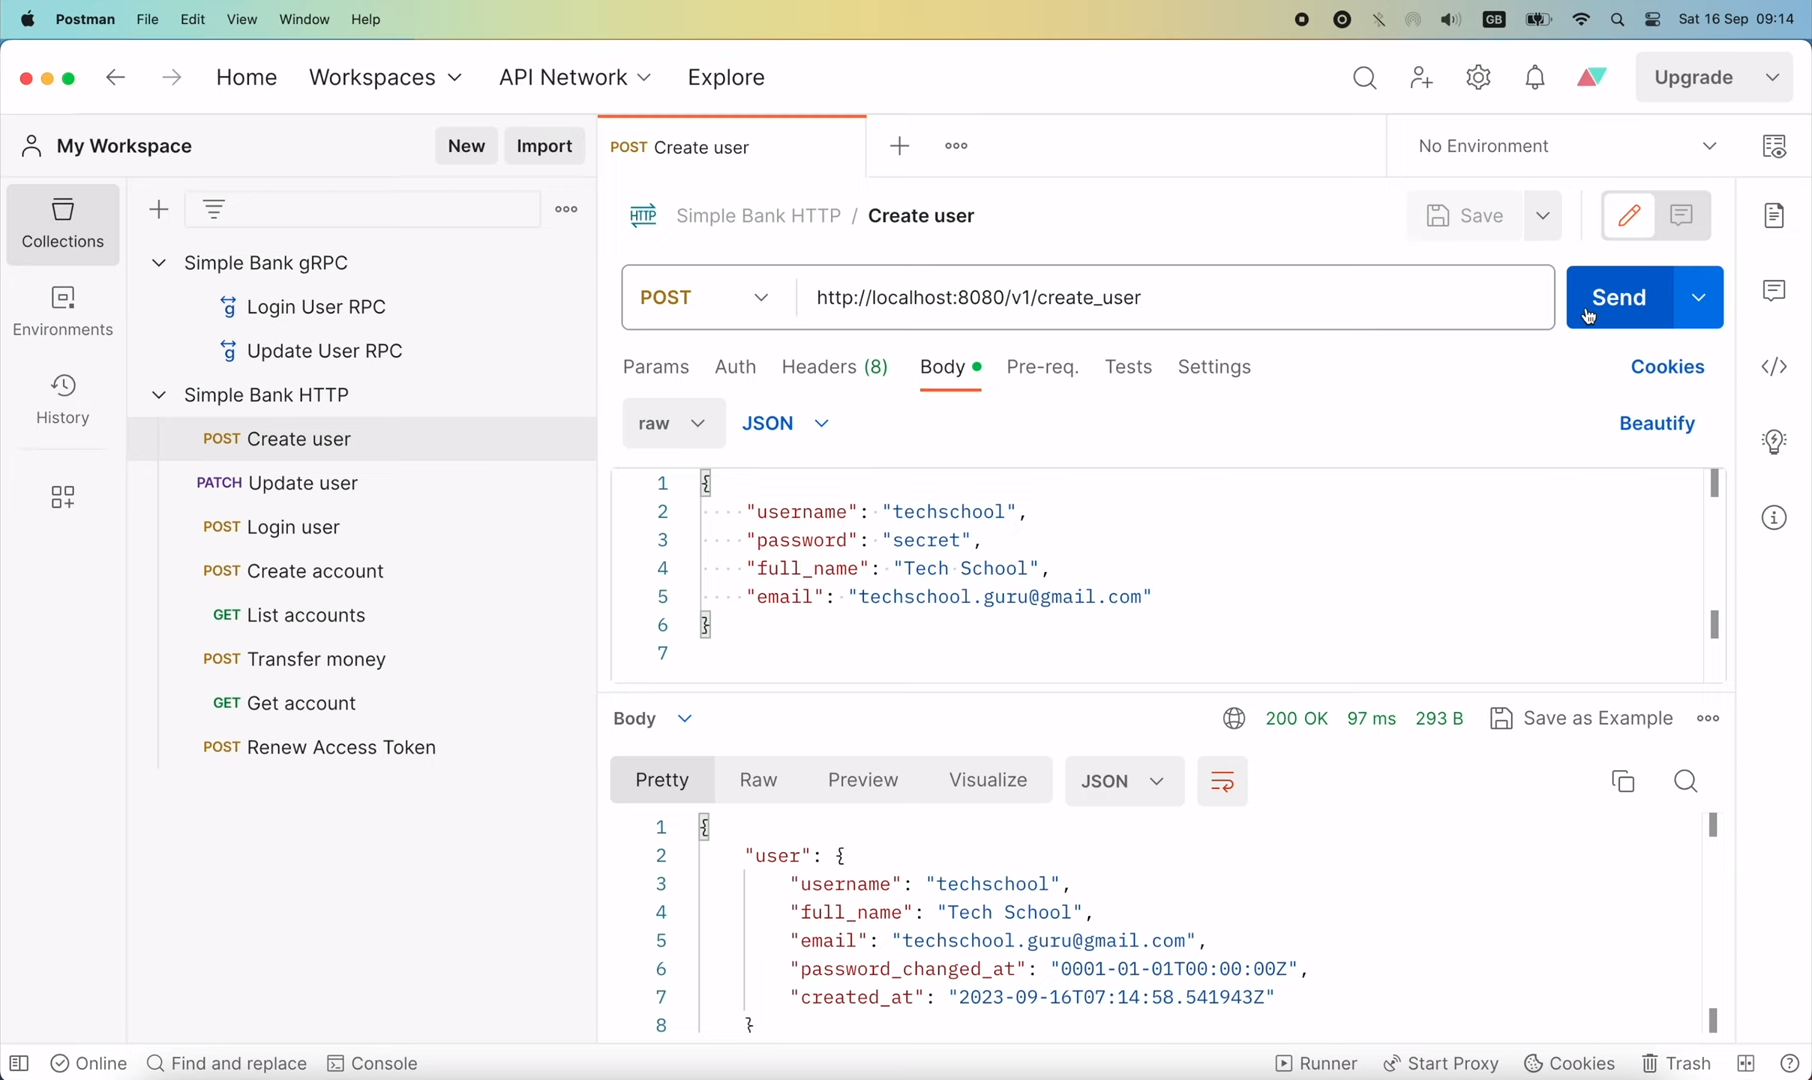 Postman File Edit View Window Help GB Sat 16 Sep 09:14
Home Workspaces API Network Explore Upgrade
My Workspace New Import POST Create user No Environment
Collections
Environments
History
Simple Bank gRPC
Login User RPC
Update User RPC
Simple Bank HTTP
POST Create user
PATCH Update user
POST Login user
POST Create account
GET List accounts
POST Transfer money
GET Get account
POST Renew Access Token
HTTP Simple Bank HTTP / Create user Save
POST http://localhost:8080/v1/create_user Send
Params Auth Headers (8) Body Pre-req. Tests Settings Cookies
raw JSON Beautify
1 {
2 "username": "techschool",
3 "password": "secret",
4 "full_name": "Tech School",
5 "email": "techschool.guru@gmail.com"
6 }
7
Body 200 OK 97 ms 293 B Save as Example
Pretty Raw Preview Visualize JSON
1 {
2 "user": {
3 "username": "techschool",
4 "full_name": "Tech School",
5 "email": "techschool.guru@gmail.com",
6 "password_changed_at": "0001-01-01T00:00:00Z",
7 "created_at": "2023-09-16T07:14:58.541943Z"
8 }
Online Find and replace Console Runner Start Proxy Cookies Trash